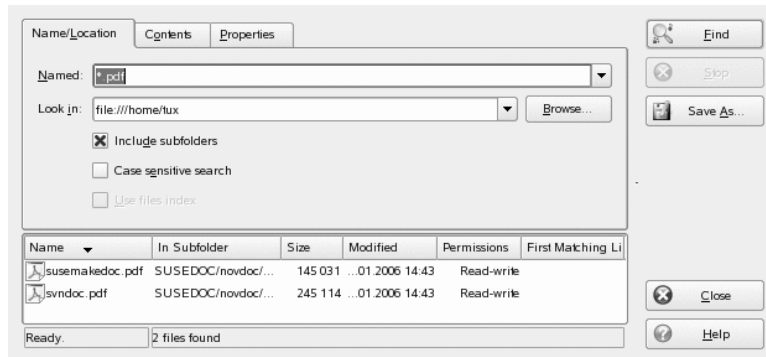 Name/Location Contents Properties
Named: *.pdf
Look in: file:///home/tux Browse...
Include subfolders
Case sensitive search
Use files index
Find
Stop
Save As...
Name In Subfolder Size Modified Permissions First Matching Li
susemakedoc.pdf SUSEDOC/novdoc/... 145 031 ...01.2006 14:43 Read-write
svndoc.pdf SUSEDOC/novdoc/... 245 114 ...01.2006 14:43 Read-write
Close
Help
Ready. 2 files found